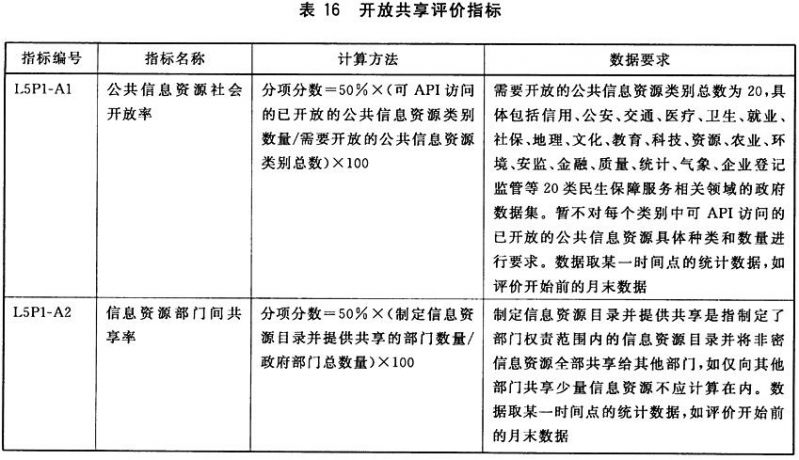 表 16 开放共享评价指标
指标编号 指标名称 计算方法 数据要求
L5P1-A1
公共信息资源社会
开放率
分项分数=50%×(可 API 访问
的已开放的公共信息资源类别
数量/需要开放的公共信息资源
类别总数)×100
需要开放的公共信息资源类别总数为 20,具
体包括信用、公安、交通、医疗、卫生、就业、
社保、地理、文化、教育、科技、资源、农业、环
境、安监、金融、质量、统计、气象、企业登记
监管等 20 类民生保障服务相关领域的政府
数据集。暂不对每个类别中可 API 访问的
已开放的公共信息资源具体种类和数量进
行要求。数据取某一时间点的统计数据,如
评价开始前的月末数据
L5P1-A2
信息资源部门间共
享率
分项分数=50%×(制定信息资
源目录并提供共享的部门数量/
政府部门总数量)×100
制定信息资源目录并提供共享是指制定了
部门权责范围内的信息资源目录并将非密
信息资源全部共享给其他部门,如仅向其他
部门共享少量信息资源不应计算在内。数
据取某一时间点的统计数据,如评价开始前
的月末数据